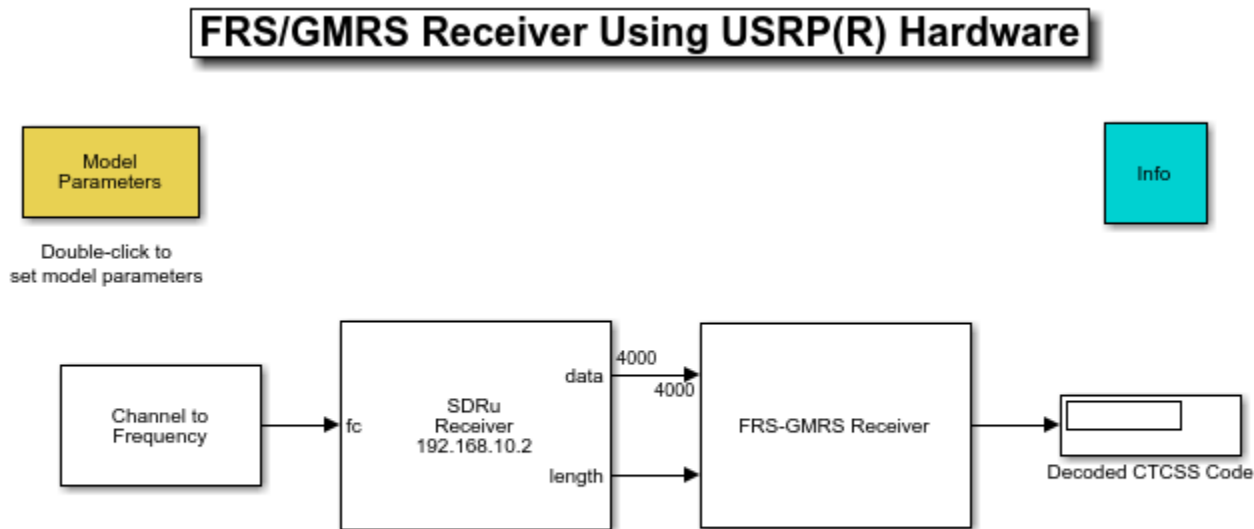 FRS/GMRS Receiver Using USRP(R) Hardware
Model
Parameters
Info
Double-click to
set model parameters
Channel to
Frequency
fc
SDRu
Receiver
192.168.10.2
data
length
4000
4000
FRS-GMRS Receiver
Decoded CTCSS Code